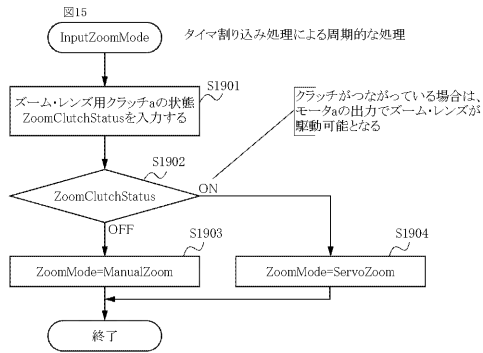 図15
InputZoomMode
タイマ割り込み処理による周期的な処理
S1901
ズーム・レンズ用クラッチaの状態
ZoomClutchStatusを入力する
クラッチがつながっている場合は、
モータaの出力でズーム・レンズが
駆動可能となる
S1902
ZoomClutchStatus
ON
OFF
S1903
S1904
ZoomMode=ManualZoom
ZoomMode=ServoZoom
終了